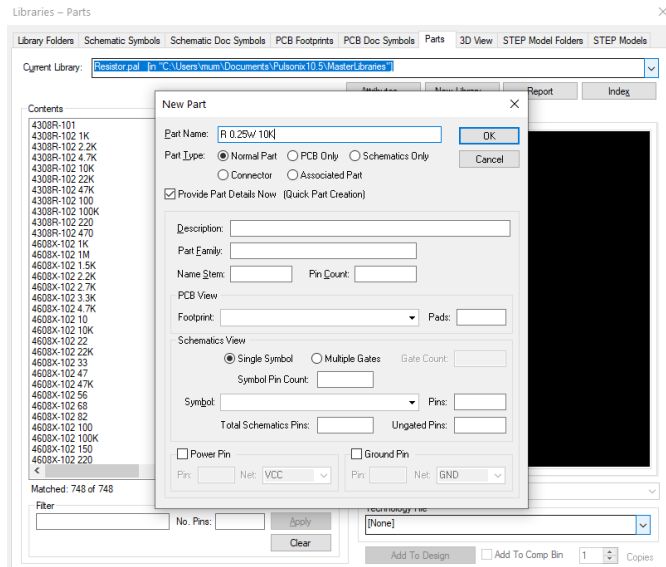 Libraries – Parts
Library Folders Schematic Symbols Schematic Doc Symbols PCB Footprints PCB Doc Symbols Parts 3D View STEP Model Folders STEP Models
Current Library: Resistor.pal [in "C:\Users\mum\Documents\Pulsonix10.5\MasterLibraries"]
Report Index
Contents
4308R-101
4308R-102 1K
4308R-102 2.2K
4308R-102 4.7K
4308R-102 10K
4308R-102 22K
4308R-102 47K
4308R-102 100
4308R-102 100K
4308R-102 220
4308R-102 470
4608X-102 1K
4608X-102 1M
4608X-102 1.5K
4608X-102 2.2K
4608X-102 2.7K
4608X-102 3.3K
4608X-102 4.7K
4608X-102 10
4608X-102 10K
4608X-102 22
4608X-102 22K
4608X-102 33
4608X-102 47
4608X-102 47K
4608X-102 56
4608X-102 68
4608X-102 82
4608X-102 100
4608X-102 100K
4608X-102 150
4608X-102 220
Matched: 748 of 748
Filter
No. Pins: Apply
Clear
New Part
Part Name: R 0.25W 10K OK
Part Type: Normal Part PCB Only Schematics Only Cancel
Connector Associated Part
Provide Part Details Now (Quick Part Creation)
Description:
Part Family:
Name Stem: Pin Count:
PCB View
Footprint: Pads:
Schematics View
Single Symbol Multiple Gates Gate Count:
Symbol Pin Count:
Symbol: Pins:
Total Schematics Pins: Ungated Pins:
Power Pin Ground Pin
Pin: Net: VCC Pin: Net: GND
[None]
Add To Design Add To Comp Bin 1 Copies